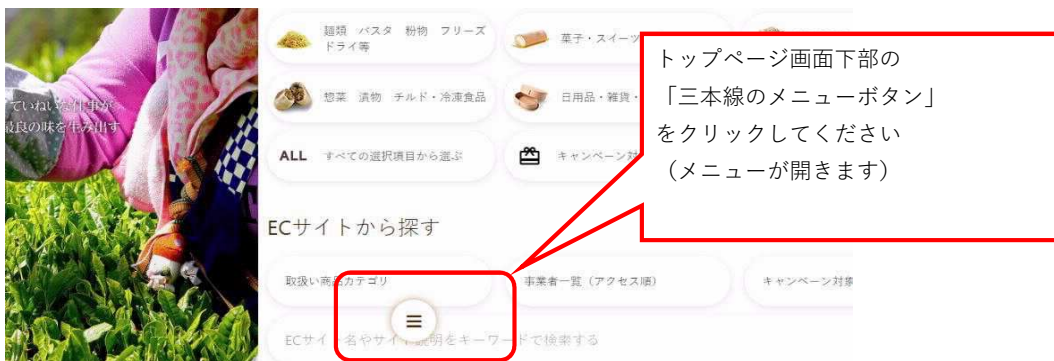 麺類 パスタ 粉物 フリーズ
ドライ等
菓子・スイーツ
惣菜 漬物 チルド・冷凍食品
日用品・雑貨・
ALL すべての選択項目から選ぶ
キャンペーン対
ECサイトから探す
取扱い商品カテゴリ
事業者一覧（アクセス順）
キャンペーン対象
ECサイト名やサイト説明をキーワードで検索する
ていねいな仕事が
最良の味を生み出す
トップページ画面下部の
「三本線のメニューボタン」
をクリックしてください
（メニューが開きます）